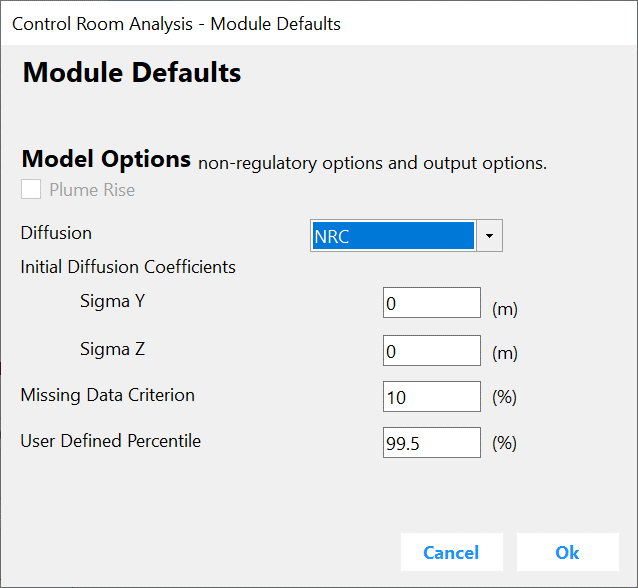 Control Room Analysis - Module Defaults
Module Defaults
Model Options non-regulatory options and output options.
Plume Rise
Diffusion NRC
Initial Diffusion Coefficients
Sigma Y 0 (m)
Sigma Z 0 (m)
Missing Data Criterion 10 (%)
User Defined Percentile 99.5 (%)
Cancel Ok